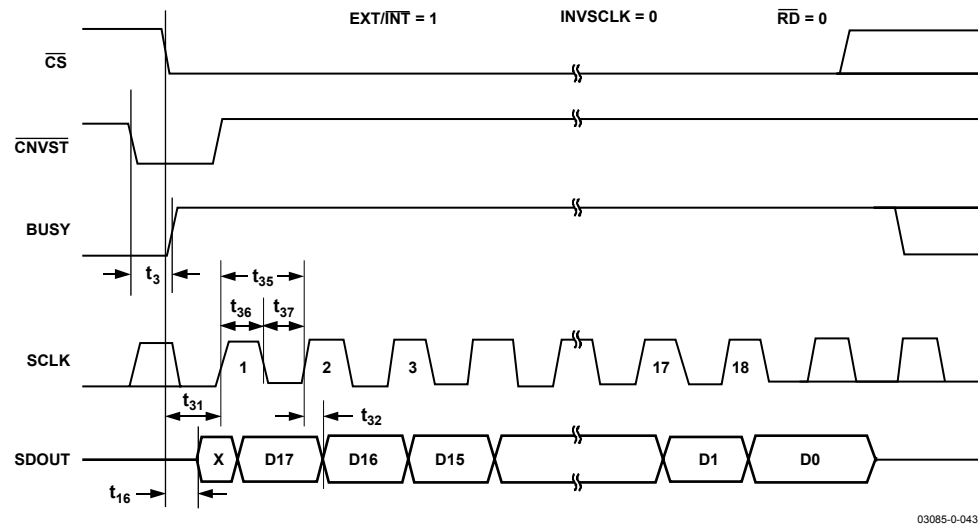 EXT/INT = 1 INVSCLK = 0 RD = 0
CS
CNVST
BUSY
t3 t35
t36 t37
SCLK 1 2 3 17 18
t31 t32
SDOUT X D17 D16 D15 D1 D0
t16
03085-0-043